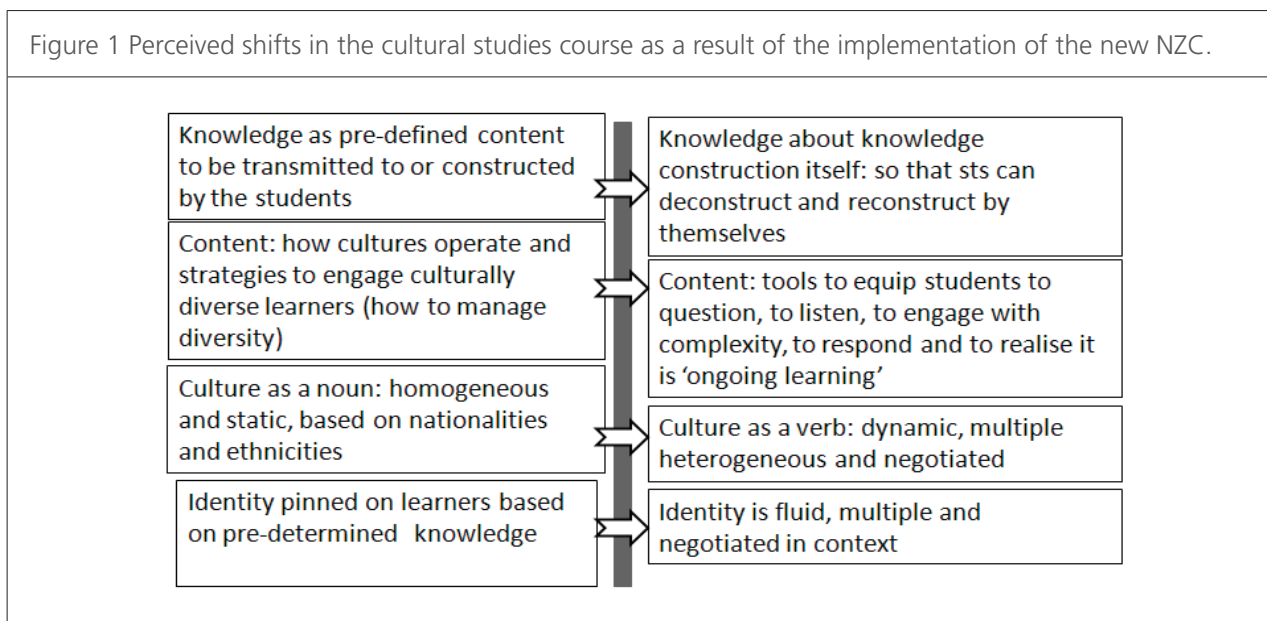 Figure 1 Perceived shifts in the cultural studies course as a result of the implementation of the new NZC.
Knowledge as pre-defined content
to be transmitted to or constructed
by the students
Knowledge about knowledge
construction itself: so that sts can
deconstruct and reconstruct by
themselves
Content: how cultures operate and
strategies to engage culturally
diverse learners (how to manage
diversity)
Content: tools to equip students to
question, to listen, to engage with
complexity, to respond and to realise it
is ‘ongoing learning’
Culture as a noun: homogeneous
and static, based on nationalities
and ethnicities
Culture as a verb: dynamic, multiple
heterogeneous and negotiated
Identity pinned on learners based
on pre-determined knowledge
Identity is fluid, multiple and
negotiated in context